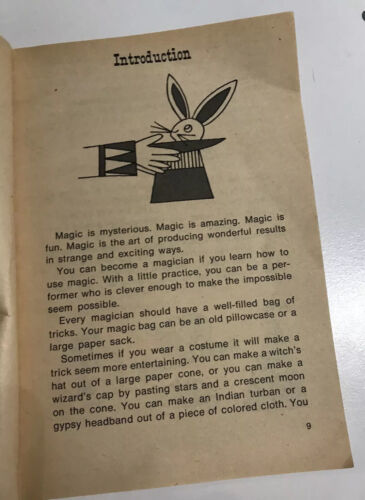 Introduction
Magic is mysterious. Magic is amazing. Magic is
fun. Magic is the art of producing wonderful results
in strange and exciting ways.
You can become a magician if you learn how to
use magic. With a little practice, you can be a per-
former who is clever enough to make the impossible
seem possible.
Every magician should have a well-filled bag of
tricks. Your magic bag can be an old pillowcase or a
large paper sack.
Sometimes if you wear a costume it will make a
trick seem more entertaining. You can make a witch's
hat out of a large paper cone, or you can make a
wizard's cap by pasting stars and a crescent moon
on the cone. You can make an Indian turban or a
gypsy headband out of a piece of colored cloth. You
9